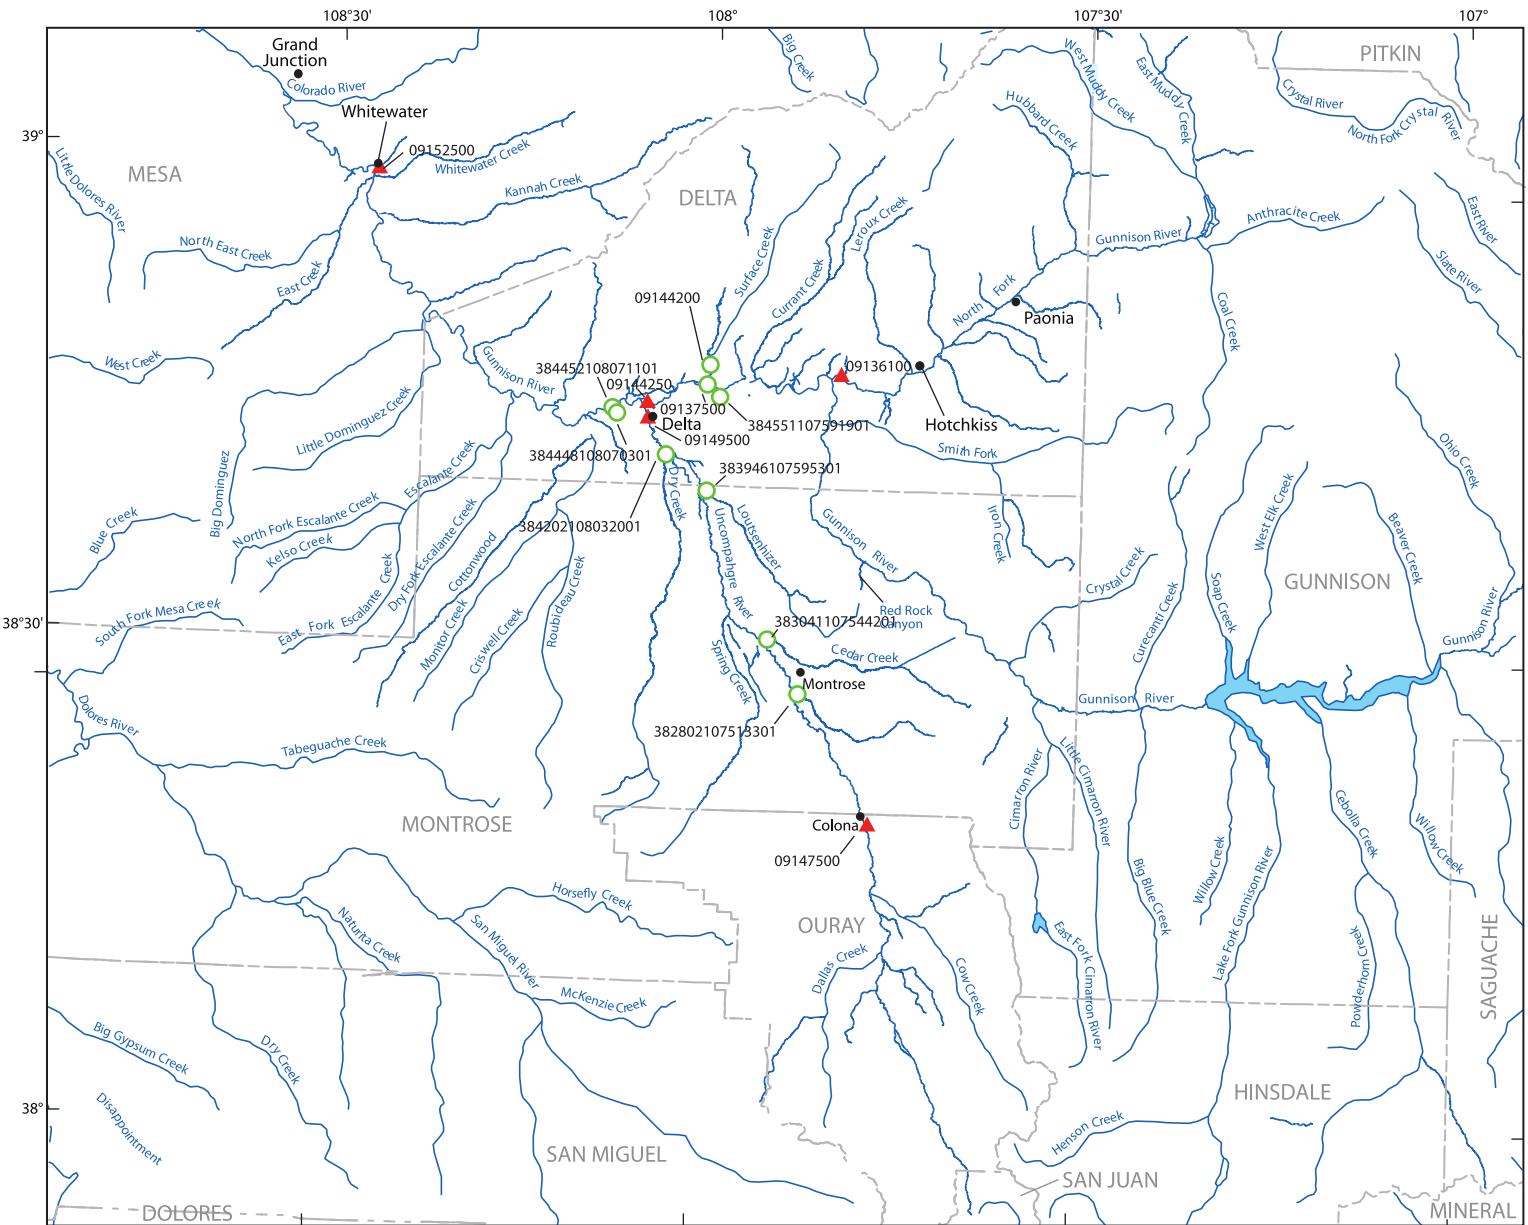 108°30'
108°
107°30'
107°
Grand
Junction
Colorado River
Whitewater
09152500
Whitewater Creek
39°
MESA
Little Dolores River
Kannah Creek
North East Creek
East Creek
West Creek
Big Creek
DELTA
Surface Creek
Leroux Creek
Currant Creek
Hubbard Creek
West Muddy Creek
East Muddy Creek
PITKIN
Crystal River
North Fork Crystal River
Anthracite Creek
Gunnison River
East River
Slate River
North Fork
Paonia
Coal Creek
09144200
Gunnison River
384452108071101
09144250
09136100
09137500
Delta
09149500
384551107591901
Hotchkiss
Smith Fork
Little Dominguez Creek
Big Dominguez
Escalante Creek
384448108070301
383946107595301
384202108032001
Dry Creek
Ohio Creek
Blue Creek
North Fork Escalante Creek
Kelso Creek
Dry Fork Escalante Creek
Cottonwood
Uncompahgre River
Loutsenhizer
Gunnison River
Iron Creek
West Elk Creek
Beaver Creek
GUNNISON
South Fork Mesa Creek
East Fork Escalante Creek
Monitor Creek
Criswell Creek
Roubideau Creek
Red Rock
Canyon
Crystal Creek
Curecanti Creek
Soap Creek
Gunnison River
38°30'
383041107544201
Spring Creek
Cedar Creek
Montrose
Gunnison River
382802107513301
Dolores River
Tabeguache Creek
MONTROSE
Cimarron River
Little Cimarron River
Colona
09147500
Cebolla Creek
Willow Creek
Willow Creek
Big Blue Creek
Lake Fork Gunnison River
Horsefly Creek
San Miguel River
Naturita Creek
OURAY
Dallas Creek
Cow Creek
East Fork Cimarron River
Powderhorn Creek
SAGUACHE
McKenzie Creek
Big Gypsum Creek
Dry Creek
HINSDALE
38°
Disappointment
Henson Creek
SAN MIGUEL
SAN JUAN
DOLORES
MINERAL